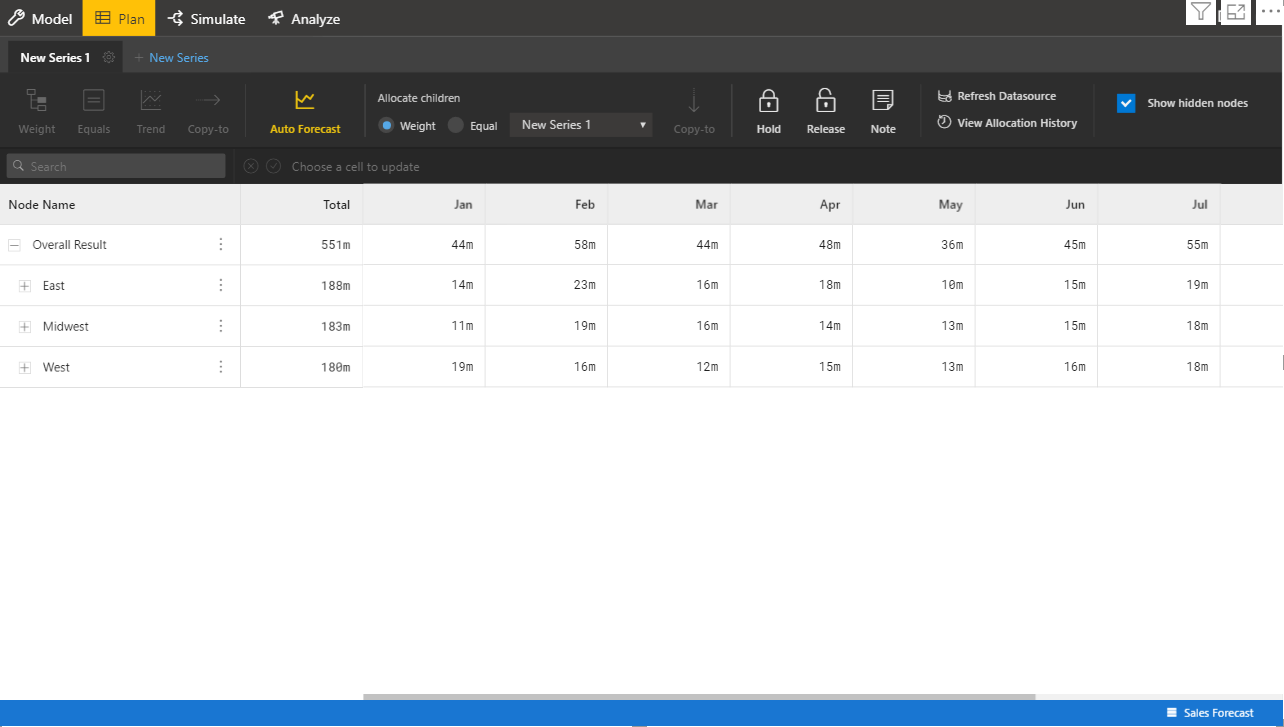 Model Plan Simulate Analyze
New Series 1 + New Series
Weight Equals Trend Copy-to Auto Forecast
Allocate children
Weight Equal New Series 1 Copy-to
Hold Release Note
Refresh Datasource
View Allocation History
Show hidden nodes
Search Choose a cell to update
Node Name Total Jan Feb Mar Apr May Jun Jul
Overall Result 551m 44m 58m 44m 48m 36m 45m 55m
East 188m 14m 23m 16m 18m 10m 15m 19m
Midwest 183m 11m 19m 16m 14m 13m 15m 18m
West 180m 19m 16m 12m 15m 13m 16m 18m
Sales Forecast